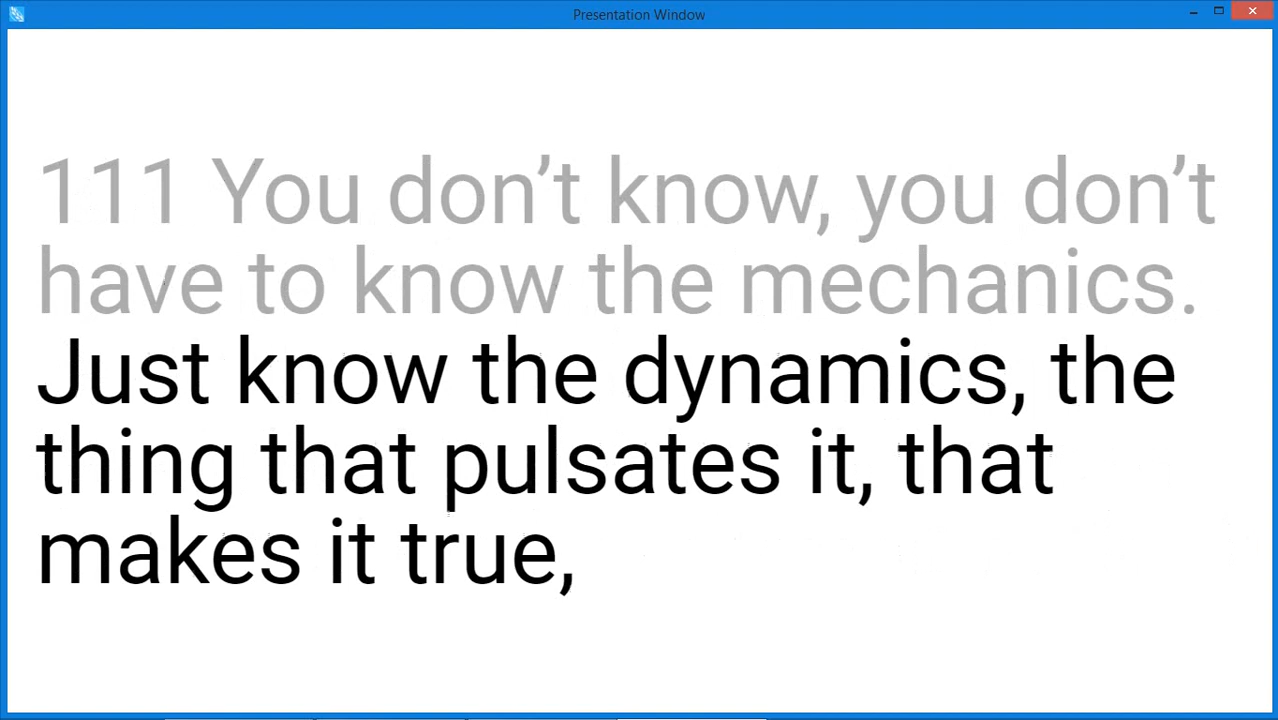 Presentation Window
111 You don’t know, you don’t
have to know the mechanics.
Just know the dynamics, the
thing that pulsates it, that
makes it true,